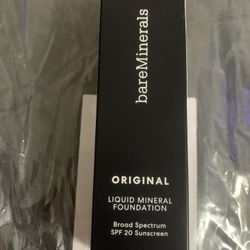 bareMinerals
ORIGINAL
LIQUID MINERAL
FOUNDATION
Broad Spectrum
SPF 20 Sunscreen